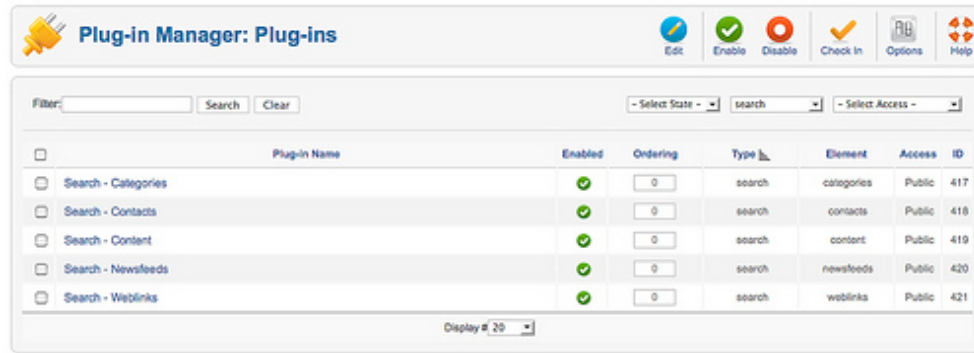 Plug-in Manager: Plug-ins
Edit Enable Disable Check In Options Help
Filter: Search Clear - Select State - search - Select Access -
Plug-in Name Enabled Ordering Type Element Access ID
Search - Categories 0 search categories Public 417
Search - Contacts 0 search contacts Public 418
Search - Content 0 search content Public 419
Search - Newsfeeds 0 search newsfeeds Public 420
Search - Weblinks 0 search weblinks Public 421
Display # 20